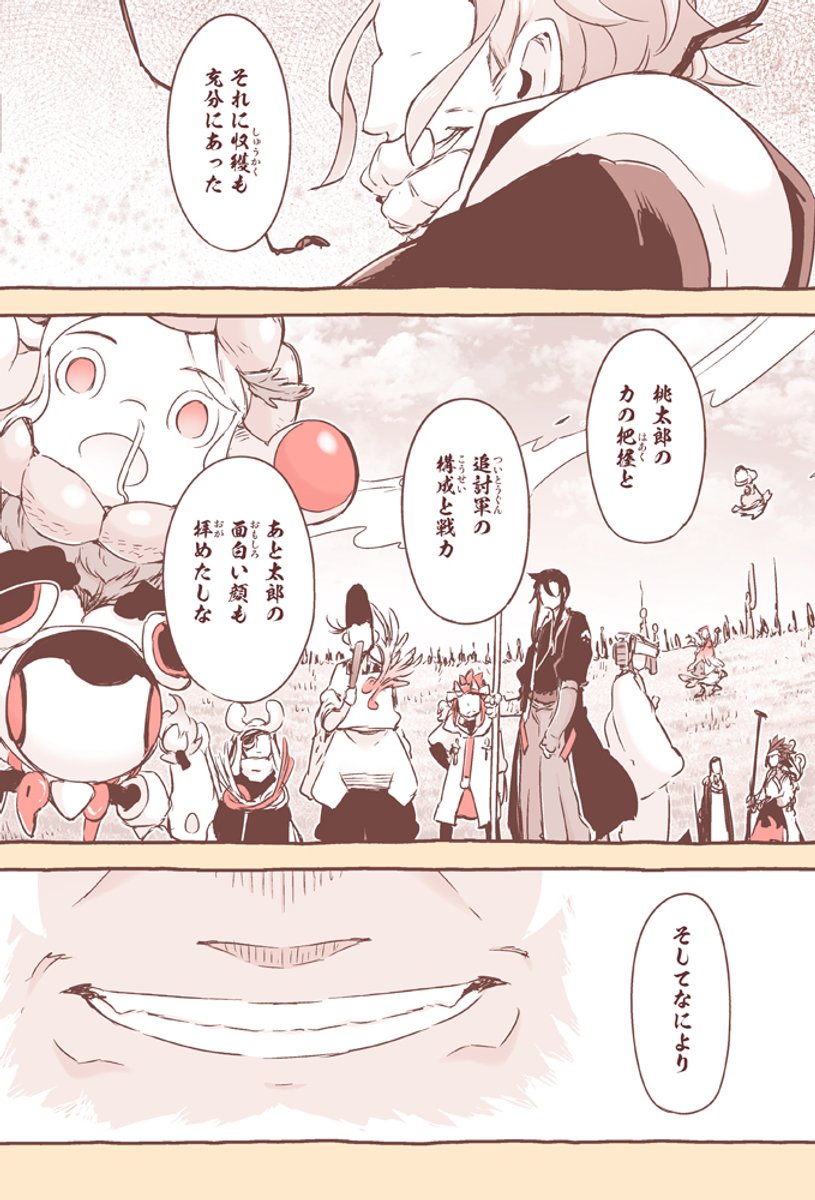 それに収穫も
充分にあった
桃太郎の
力の把握と
追討軍の
構成と戦力
あと太郎の
面白い顔も
拝めたしな
そしてなにより